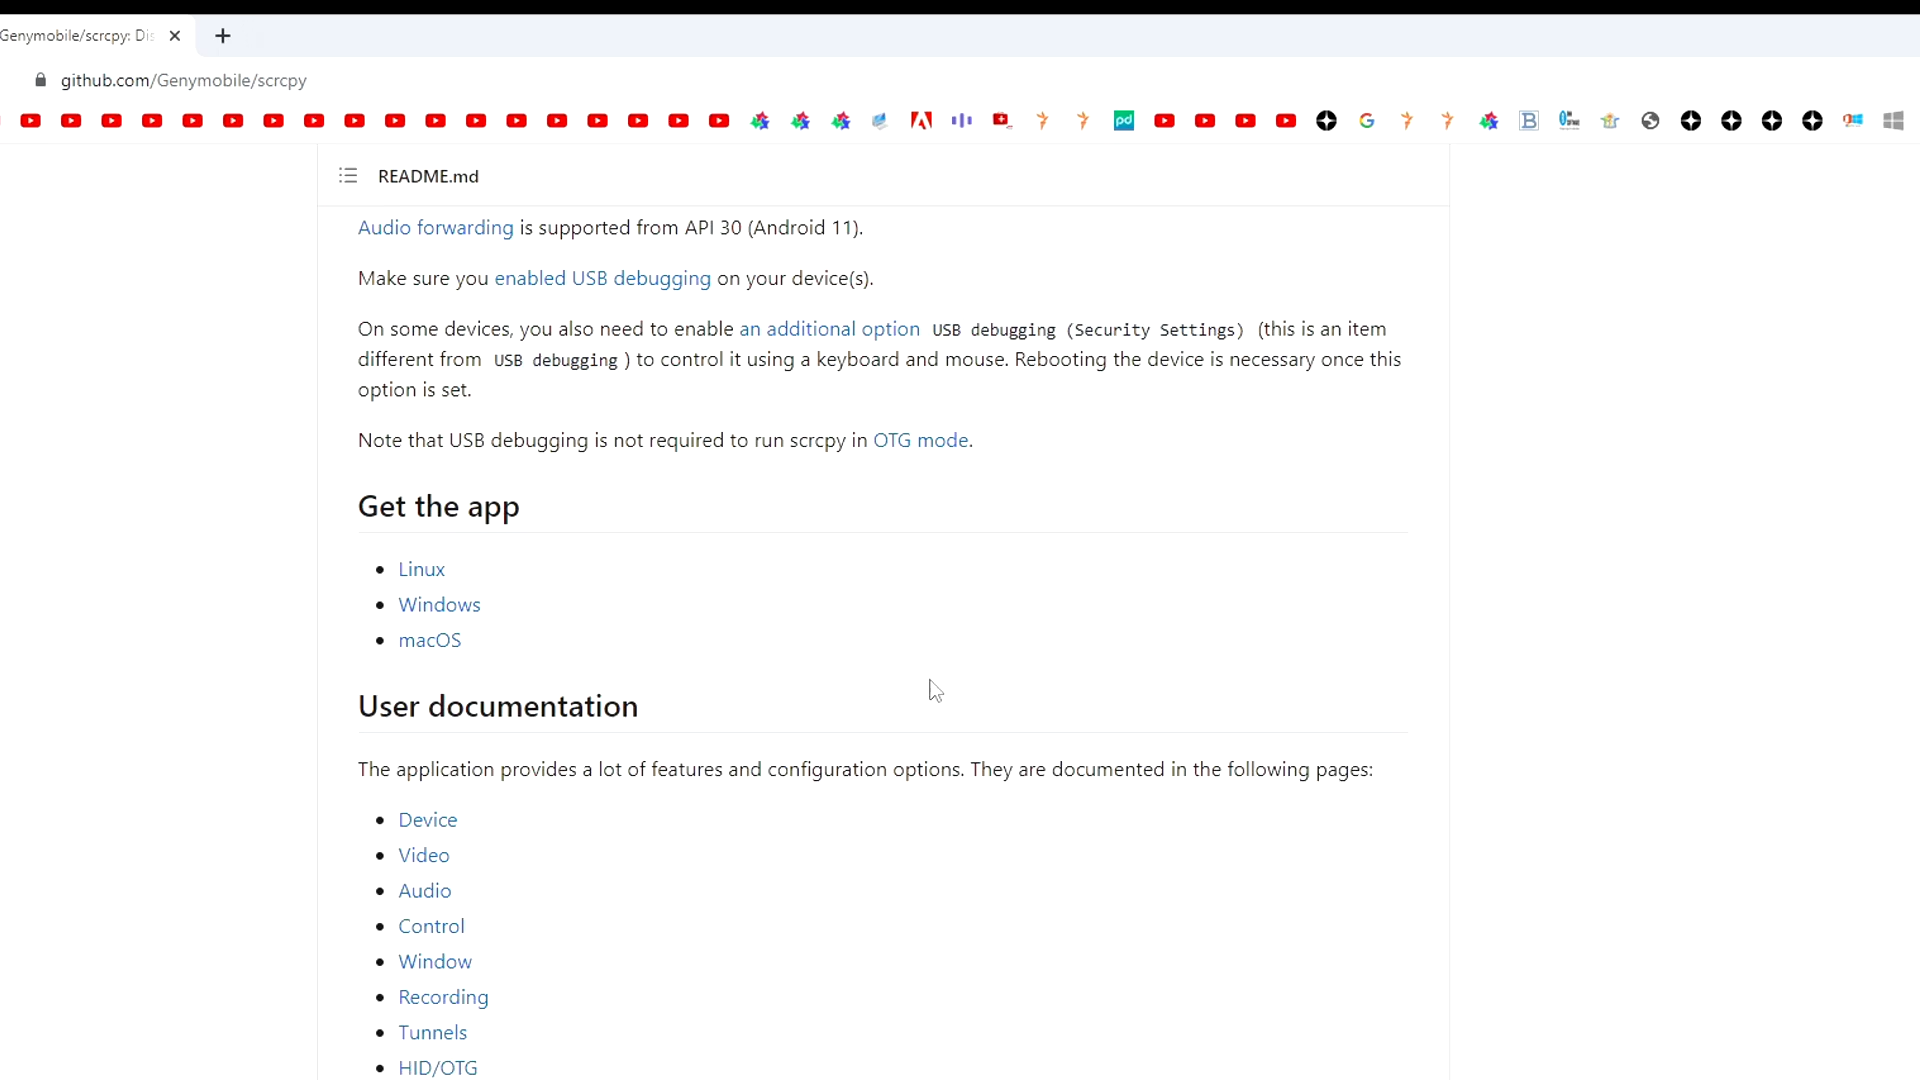 Genymobile/scrcpy: Dis
github.com/Genymobile/scrcpy
README.md
Audio forwarding is supported from API 30 (Android 11).
Make sure you enabled USB debugging on your device(s).
On some devices, you also need to enable an additional option USB debugging (Security Settings) (this is an item
different from USB debugging ) to control it using a keyboard and mouse. Rebooting the device is necessary once this
option is set.
Note that USB debugging is not required to run scrcpy in OTG mode.
Get the app
Linux
Windows
macOS
User documentation
The application provides a lot of features and configuration options. They are documented in the following pages:
Device
Video
Audio
Control
Window
Recording
Tunnels
HID/OTG